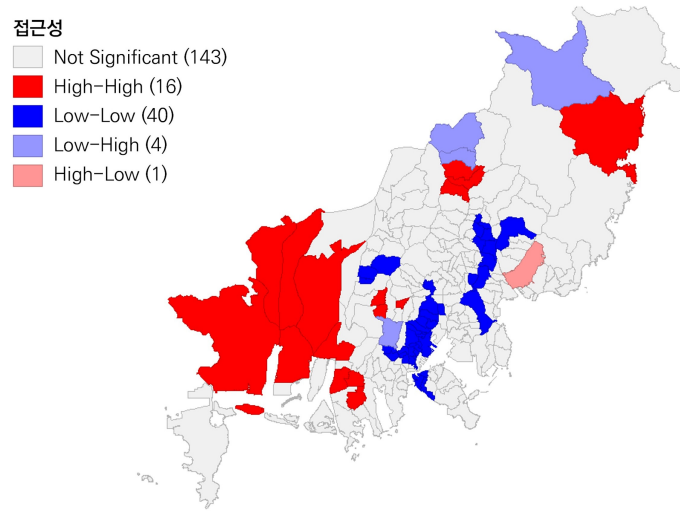 접근성
Not Significant (143)
High-High (16)
Low-Low (40)
Low-High (4)
High-Low (1)